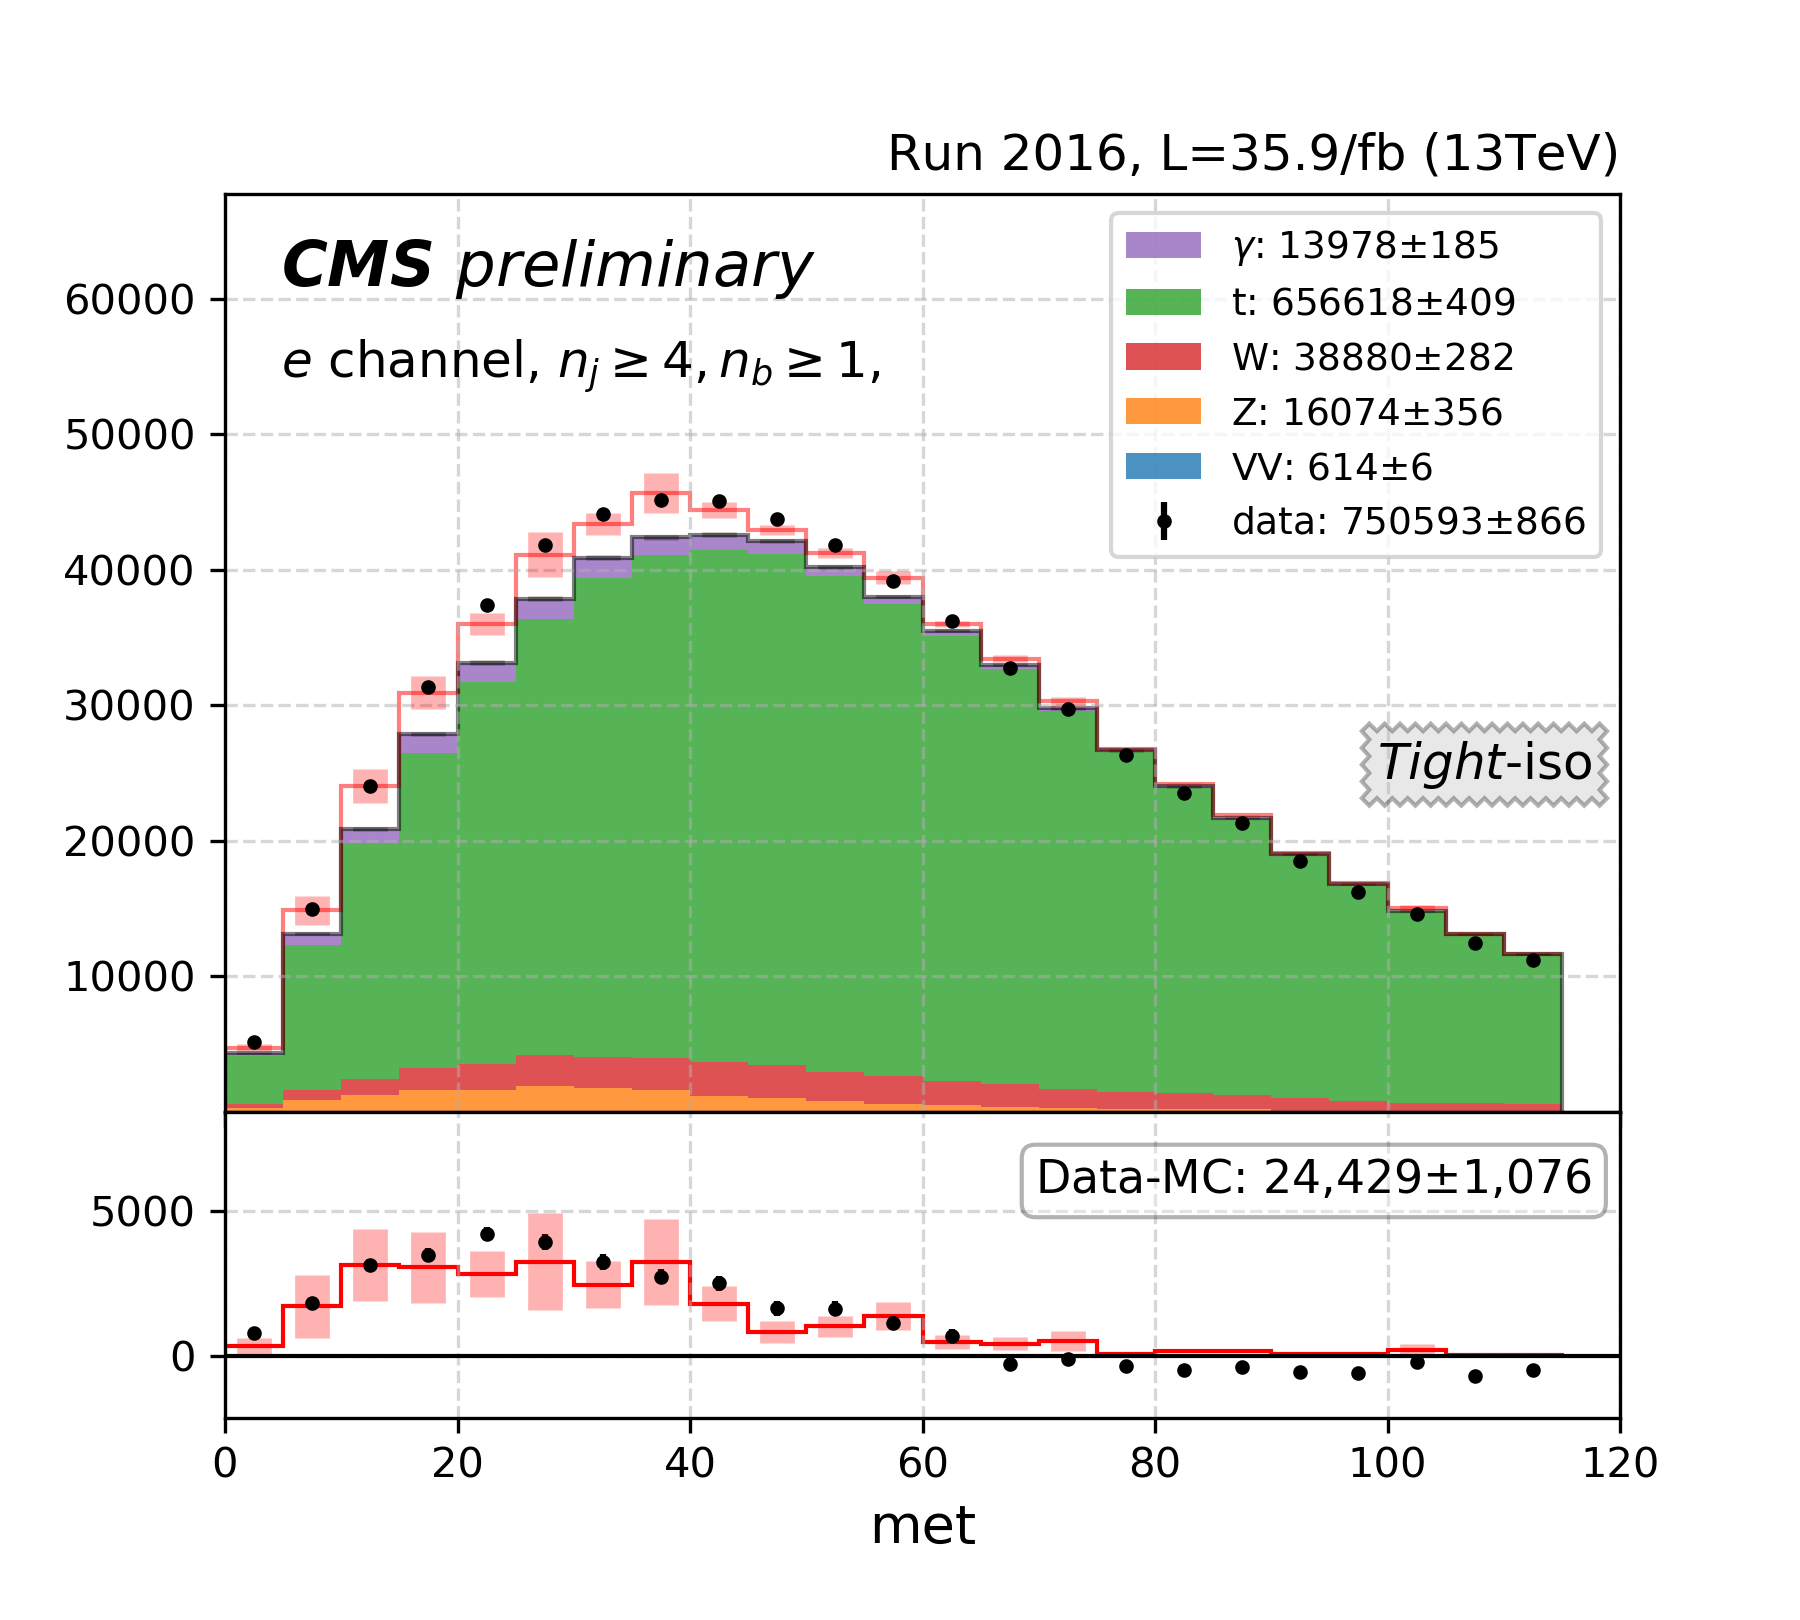 Run 2016, L=35.9/fb (13TeV)
CMS preliminary
e channel, nj ≥ 4, nb ≥ 1,
γ: 13978±185
t: 656618±409
W: 38880±282
Z: 16074±356
VV: 614±6
data: 750593±866
60000
50000
40000
30000
20000
10000
Tight-iso
Data-MC: 24,429±1,076
5000
0
0 20 40 60 80 100 120
met